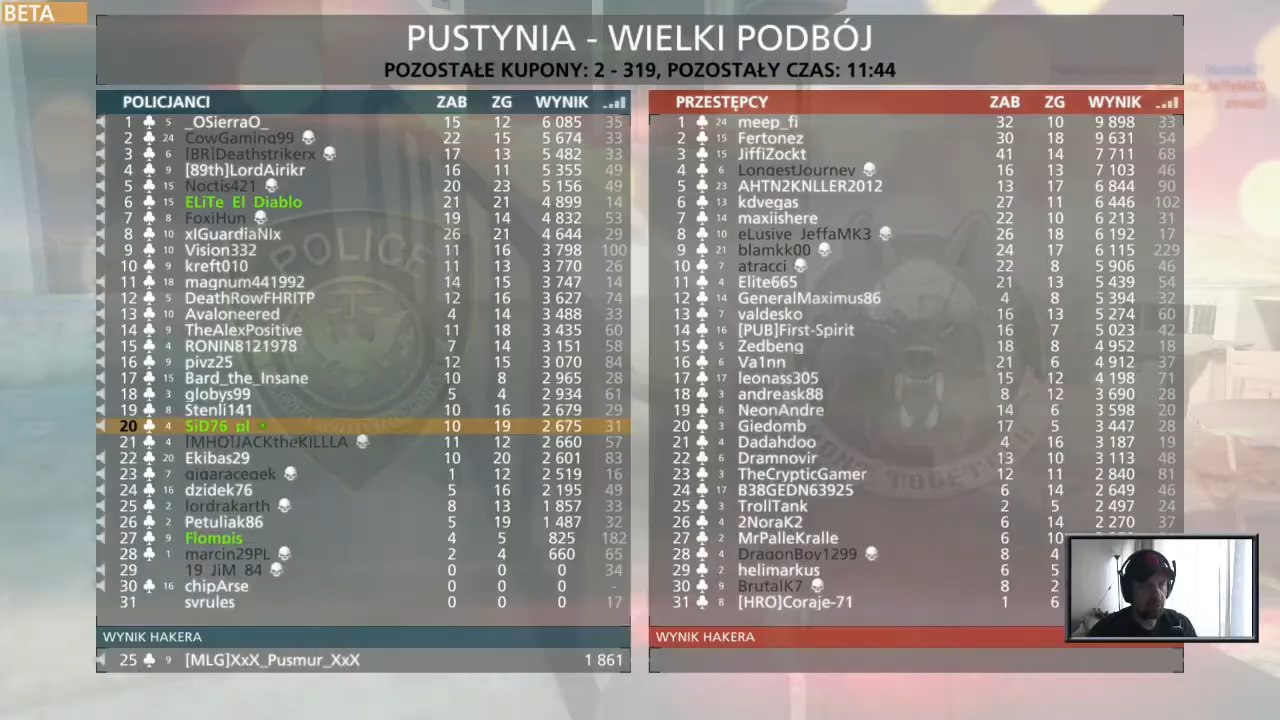 BETA
PUSTYNIA - WIELKI PODBÓJ
POZOSTAŁE KUPONY: 2 - 319, POZOSTAŁY CZAS: 11:44
POLICJANCI ZAB ZG WYNIK
1 5 _OSierraO_ 15 12 6 085 35
2 24 CowGaming99 22 15 5 674 33
3 6 [BR]Deathstrikerx 17 13 5 482 33
4 9 [89th]LordAirikr 16 11 5 355 49
5 15 Noctis421 20 23 5 156 49
6 15 ELiTe_El_Diablo 21 21 4 899 14
7 8 FoxiHun 19 14 4 832 53
8 10 xIGuardiaNIx 26 21 4 644 29
9 10 Vision332 11 16 3 798 100
10 9 kreft010 11 13 3 770 26
11 18 magnum441992 14 15 3 747 14
12 5 DeathRowFHRITP 12 16 3 627 74
13 10 Avaloneered 4 14 3 488 33
14 9 TheAlexPositive 11 18 3 435 60
15 4 RONIN8121978 7 14 3 151 58
16 9 pivz25 12 15 3 070 84
17 15 Bard_the_Insane 10 8 2 965 28
18 3 globys99 5 4 2 934 61
19 8 Stenli141 10 16 2 679 29
20 4 SiD76_pl 10 19 2 675 31
21 4 [MHO]JACKtheKILLLA 11 12 2 660 57
22 20 Ekibas29 10 20 2 601 83
23 7 gigaracegek 1 12 2 519 16
24 16 dzidek76 5 16 2 195 49
25 2 lordrakarth 8 13 1 857 33
26 2 Petuliak86 5 19 1 487 32
27 9 Flompis 4 5 825 182
28 1 marcin29PL 2 4 660 65
29 19_JiM_84 0 0 0 34
30 16 chipArse 0 0 0 -
31 svrules 0 0 0 17
WYNIK HAKERA
25 9 [MLG]XxX_Pusmur_XxX 1 861
PRZESTĘPCY ZAB ZG WYNIK
1 24 meep_fi 32 10 9 898 33
2 15 Fertonez 30 18 9 631 54
3 15 JiffiZockt 41 14 7 711 68
4 6 LongestJourney 16 13 7 103 46
5 23 AHTN2KNLLER2012 13 17 6 844 90
6 13 kdvegas 27 11 6 446 102
7 14 maxiishere 22 10 6 213 31
8 10 eLusive_JeffaMK3 26 18 6 192 17
9 21 blamkk00 24 17 6 115 229
10 7 atracci 22 8 5 906 46
11 4 Elite665 21 13 5 439 54
12 14 GeneralMaximus86 4 8 5 394 32
13 7 valdesko 16 13 5 274 60
14 16 [PUB]First-Spirit 16 7 5 023 42
15 5 Zedbeng 18 8 4 952 18
16 6 Va1nn 21 6 4 912 37
17 17 leonass305 15 12 4 198 71
18 3 andreask88 8 12 3 690 28
19 6 NeonAndre 14 6 3 598 20
20 3 Giedomb 17 5 3 447 28
21 4 Dadahdoo 4 16 3 187 19
22 6 Dramnovir 13 10 3 113 48
23 3 TheCrypticGamer 12 11 2 840 81
24 17 B38GEDN63925 6 14 2 649 46
25 3 TrollTank 2 5 2 497 24
26 4 2NoraK2 6 14 2 270 37
27 2 MrPalleKralle 6 10
28 4 DragonBoy1299 8 4
29 2 helimarkus 6 5
30 9 BrutalK7 8 2
31 8 [HRO]Coraje-71 1 6
WYNIK HAKERA
POLICE